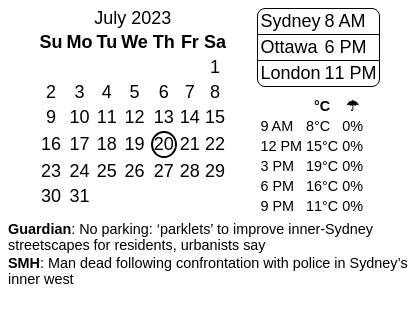 July 2023
Su Mo Tu We Th Fr Sa
1
2 3 4 5 6 7 8
9 10 11 12 13 14 15
16 17 18 19 20 21 22
23 24 25 26 27 28 29
30 31
Sydney 8 AM
Ottawa 6 PM
London 11 PM
°C ☂
9 AM 8°C 0%
12 PM 15°C 0%
3 PM 19°C 0%
6 PM 16°C 0%
9 PM 11°C 0%
Guardian: No parking: ‘parklets’ to improve inner-Sydney
streetscapes for residents, urbanists say
SMH: Man dead following confrontation with police in Sydney’s
inner west